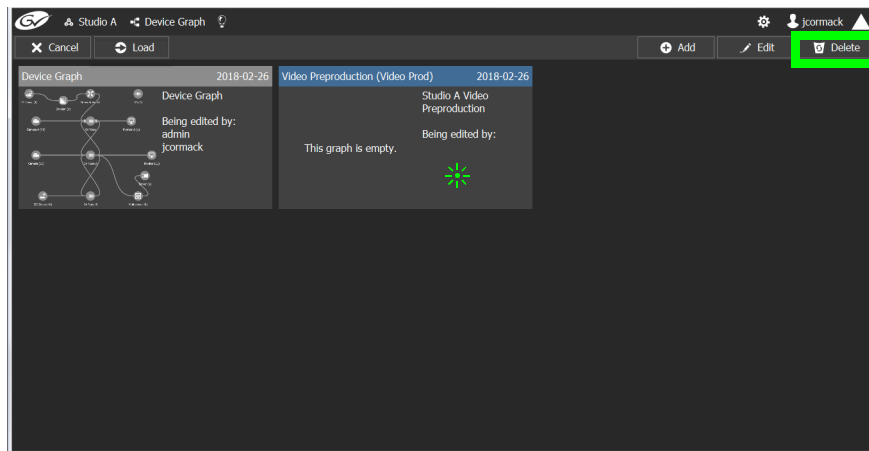 Studio A
Device Graph
jcormack
Cancel
Load
Add
Edit
Delete
Device Graph 2018-02-26
Device Graph
Being edited by:
admin
jcormack
Video Preproduction (Video Prod) 2018-02-26
Studio A Video
Preproduction
Being edited by:
This graph is empty.